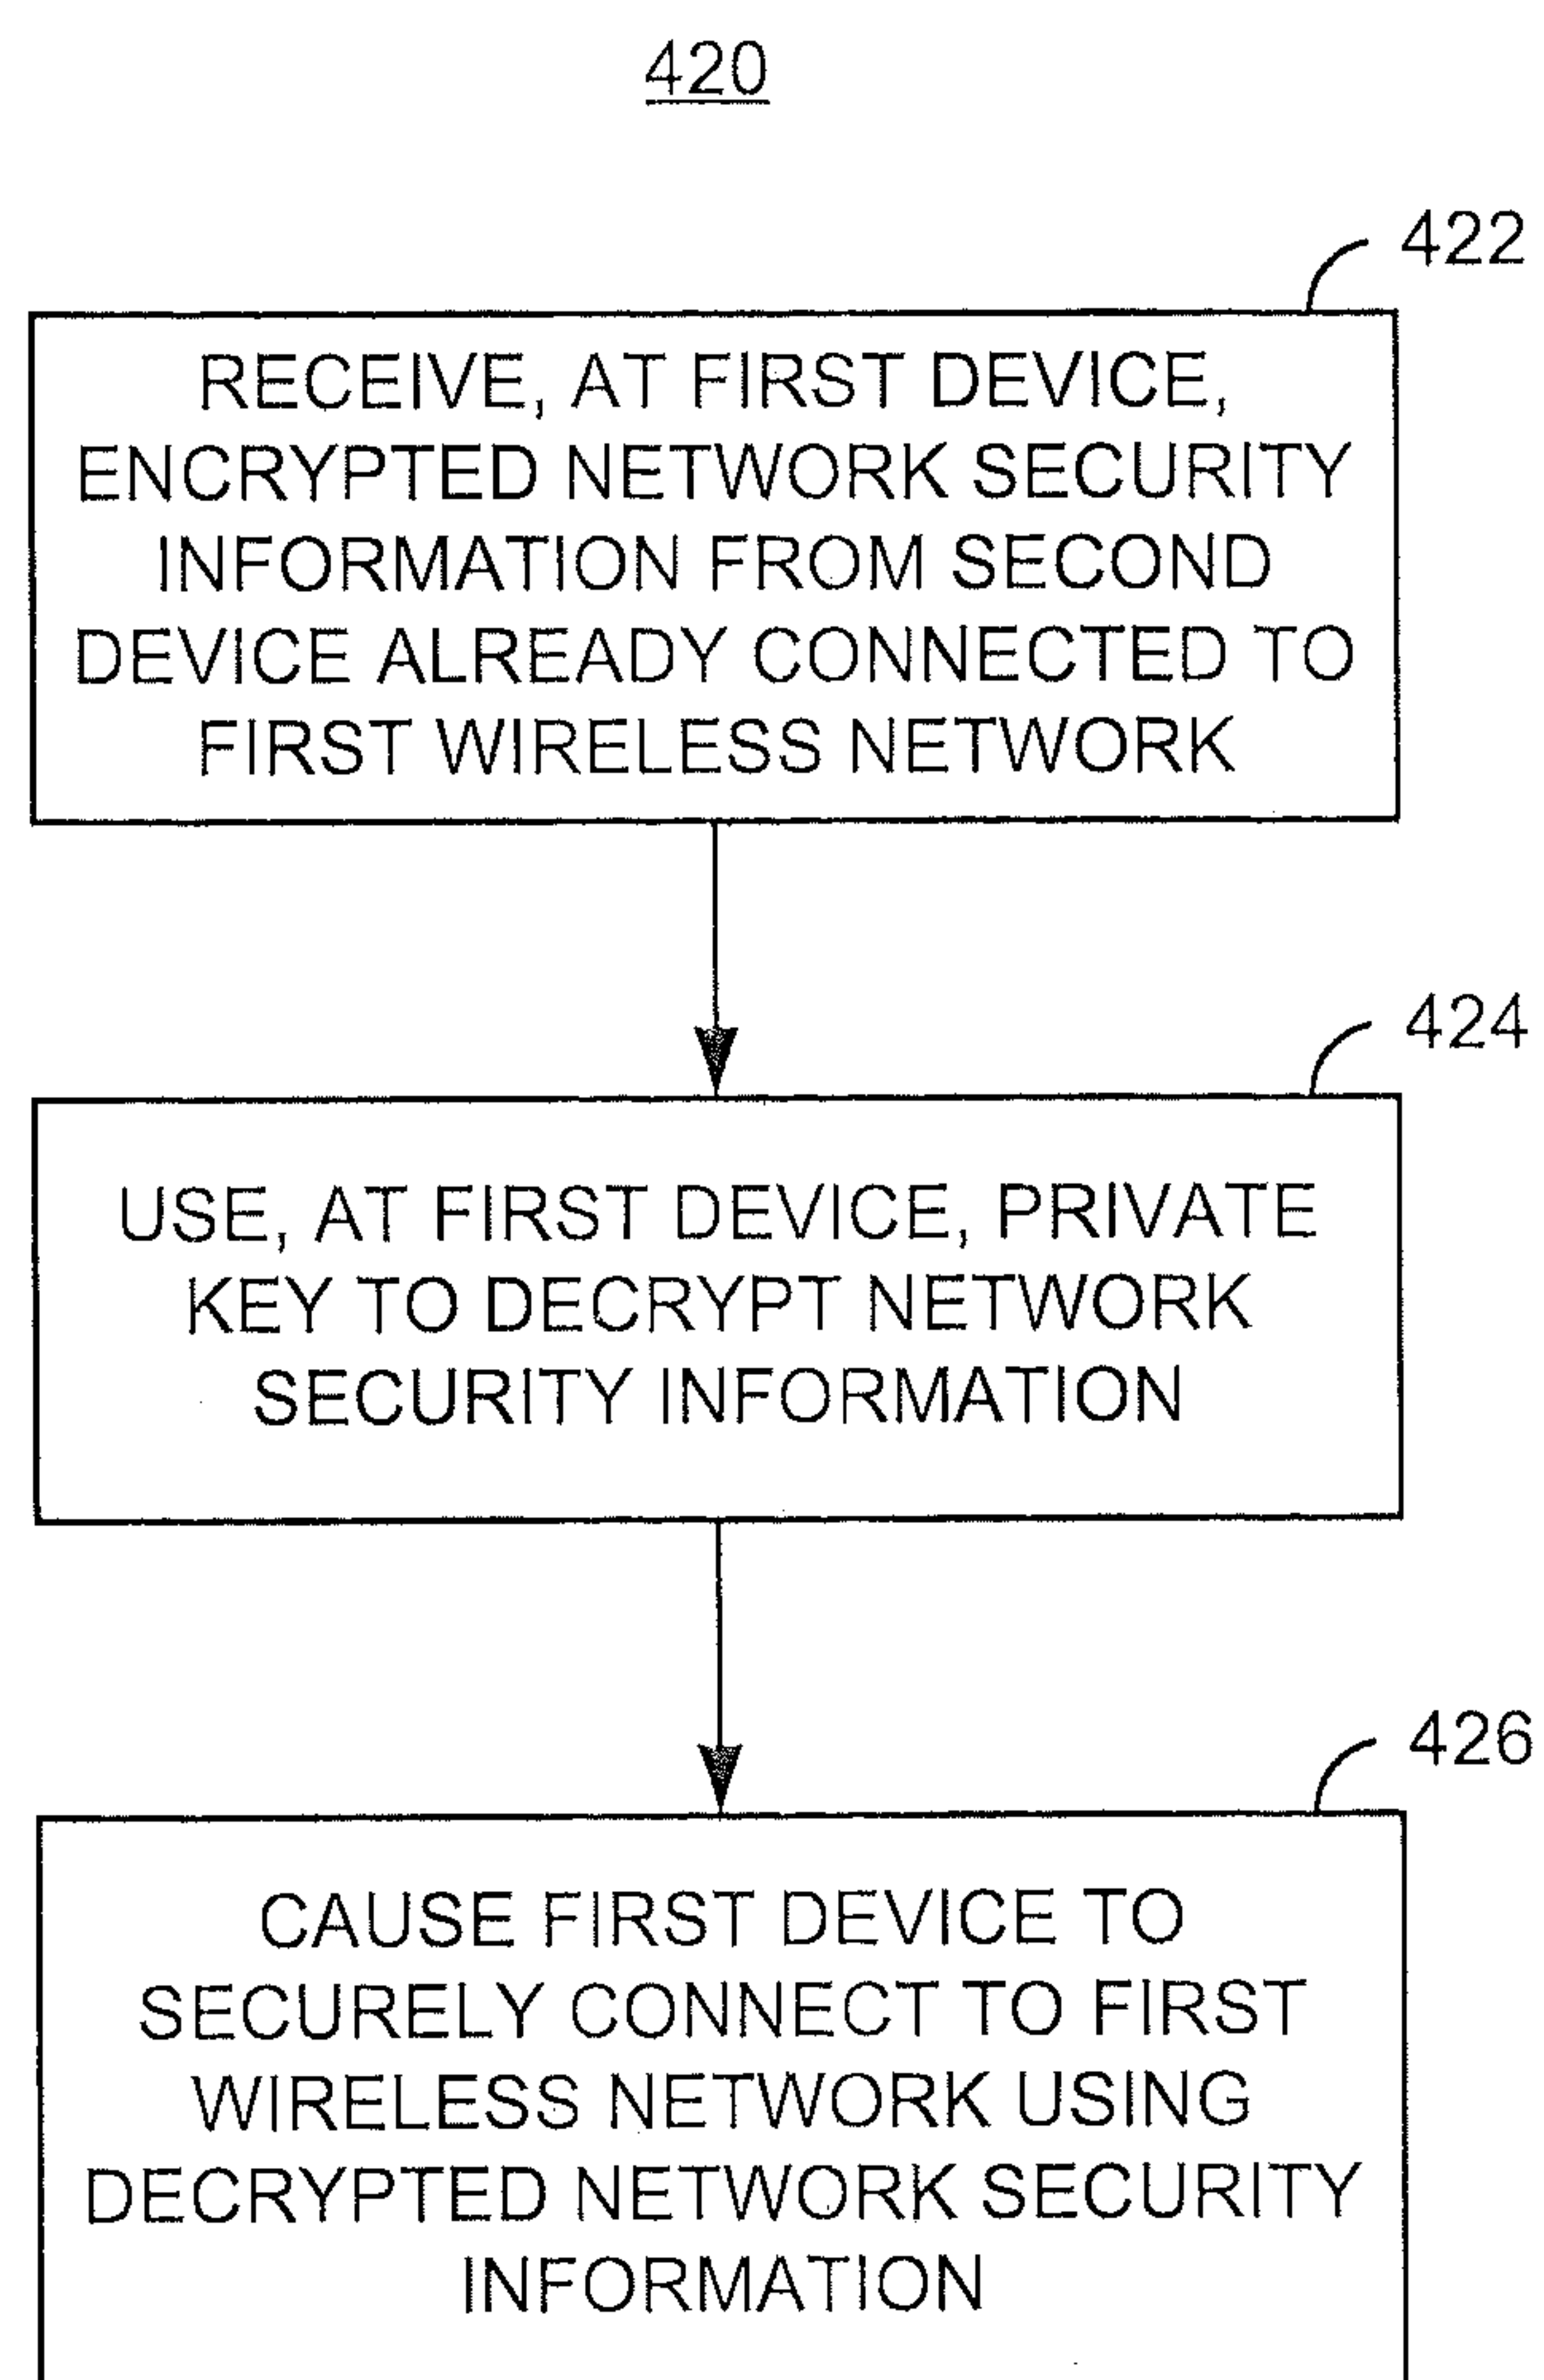 420
422
RECEIVE, AT FIRST DEVICE,
ENCRYPTED NETWORK SECURITY
INFORMATION FROM SECOND
DEVICE ALREADY CONNECTED TO
FIRST WIRELESS NETWORK
424
USE, AT FIRST DEVICE, PRIVATE
KEY TO DECRYPT NETWORK
SECURITY INFORMATION
426
CAUSE FIRST DEVICE TO
SECURELY CONNECT TO FIRST
WIRELESS NETWORK USING
DECRYPTED NETWORK SECURITY
INFORMATION